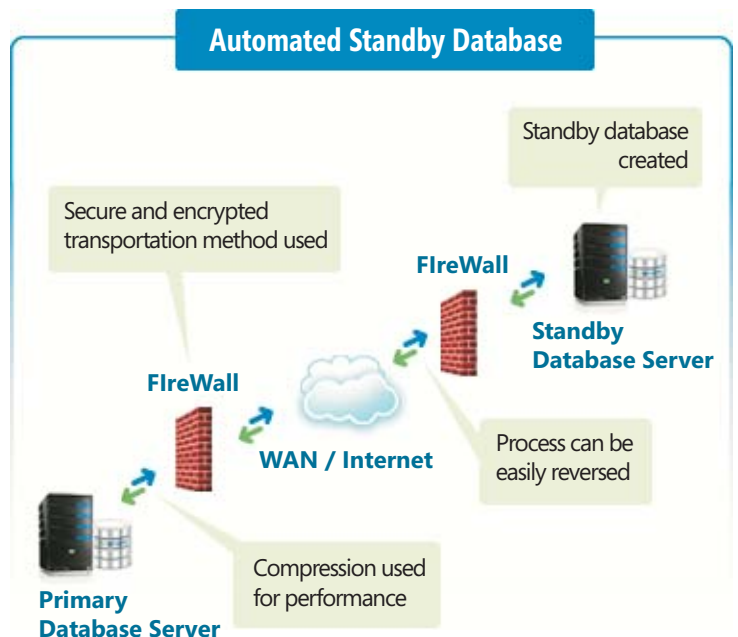 Automated Standby Database
Standby database
created
Secure and encrypted
transportation method used
FIreWall
Standby
Database Server
FIreWall
WAN / Internet
Process can be
easily reversed
Compression used
for performance
Primary
Database Server